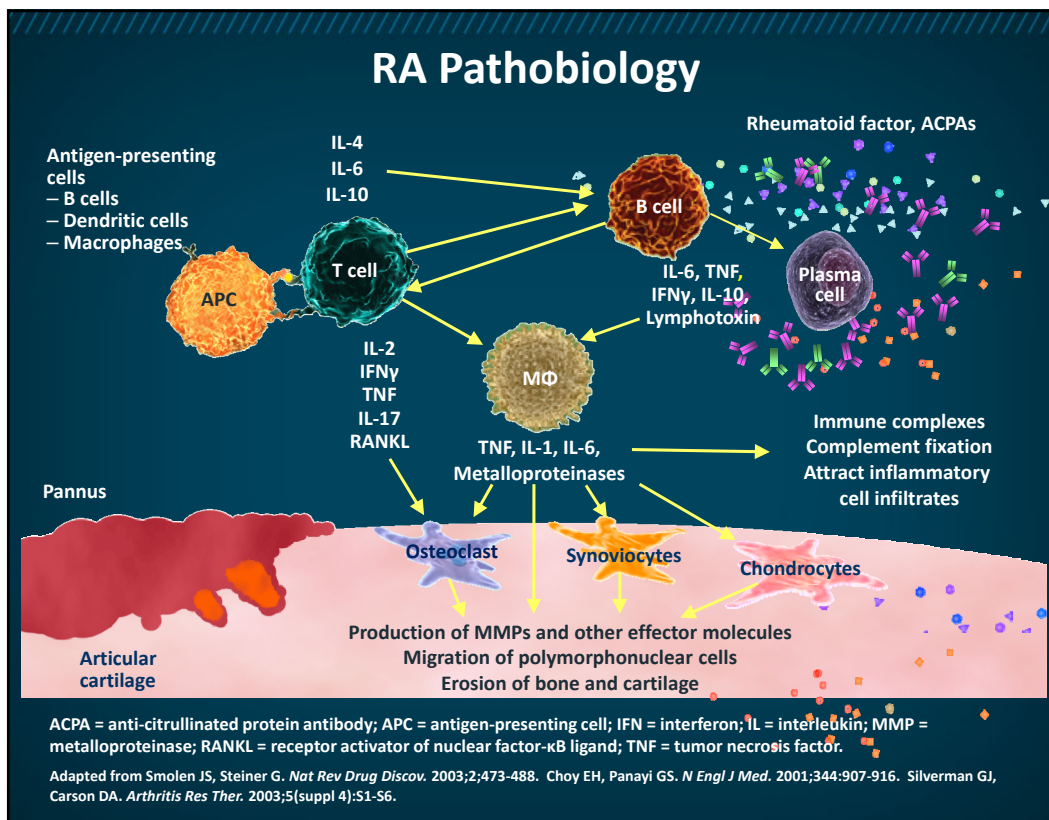 RA Pathobiology
Rheumatoid factor, ACPAs
Antigen-presenting
cells
– B cells
– Dendritic cells
– Macrophages
IL-4
IL-6
IL-10
B cell
T cell
APC
Plasma
cell
IL-6, TNF,
IFNγ, IL-10,
Lymphotoxin
IL-2
IFNγ
TNF
IL-17
RANKL
MΦ
TNF, IL-1, IL-6,
Metalloproteinases
Immune complexes
Complement fixation
Attract inflammatory
cell infiltrates
Pannus
Osteoclast
Synoviocytes
Chondrocytes
Production of MMPs and other effector molecules
Migration of polymorphonuclear cells
Erosion of bone and cartilage
Articular
cartilage
ACPA = anti-citrullinated protein antibody; APC = antigen-presenting cell; IFN = interferon; IL = interleukin; MMP =
metalloproteinase; RANKL = receptor activator of nuclear factor-κB ligand; TNF = tumor necrosis factor.
Adapted from Smolen JS, Steiner G. Nat Rev Drug Discov. 2003;2;473-488. Choy EH, Panayi GS. N Engl J Med. 2001;344:907-916. Silverman GJ,
Carson DA. Arthritis Res Ther. 2003;5(suppl 4):S1-S6.